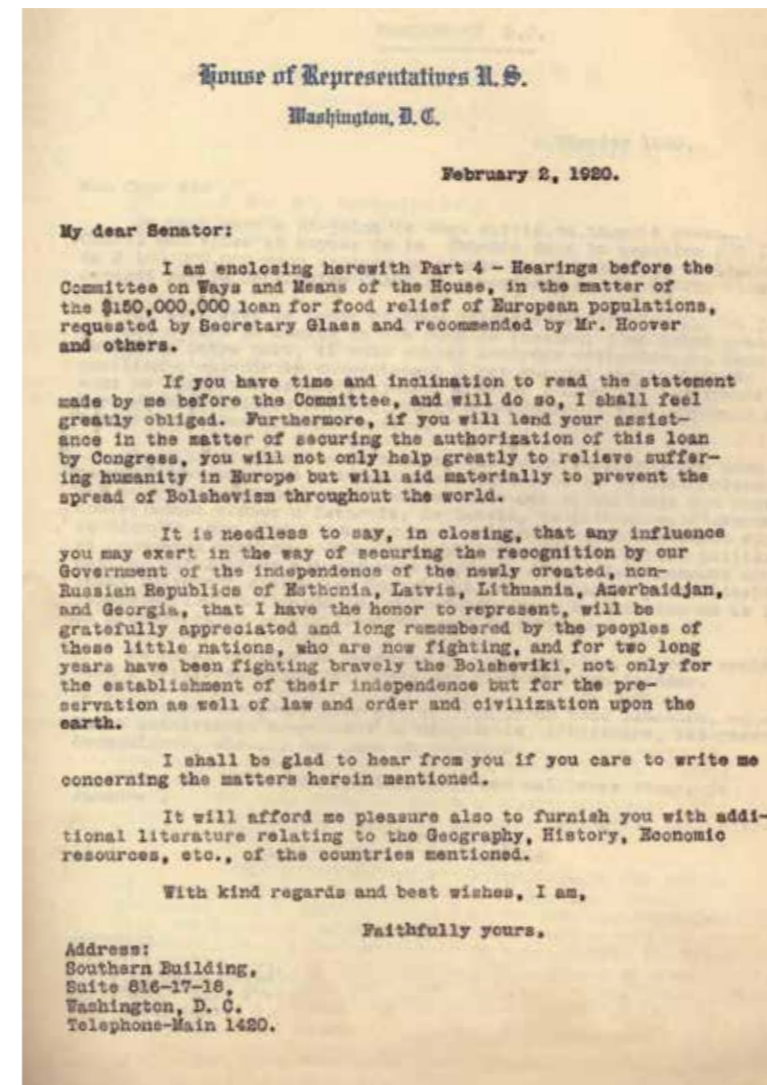 House of Representatives U.S.
Washington, D. C.
February 2, 1920.
My dear Senator:
I am enclosing herewith Part 4 - Hearings before the
Committee on Ways and Means of the House, in the matter of
the $150,000,000 loan for food relief of European populations,
requested by Secretary Glass and recommended by Mr. Hoover
and others.
If you have time and inclination to read the statement
made by me before the Committee, and will do so, I shall feel
greatly obliged. Furthermore, if you will lend your assist-
ance in the matter of securing the authorization of this loan
by Congress, you will not only help greatly to relieve suffer-
ing humanity in Europe but will aid materially to prevent the
spread of Bolshevism throughout the world.
It is needless to say, in closing, that any influence
you may exert in the way of securing the recognition by our
Government of the independence of the newly created, non-
Russian Republics of Esthonia, Latvia, Lithuania, Azerbaidjan,
and Georgia, that I have the honor to represent, will be
gratefully appreciated and long remembered by the peoples of
these little nations, who are now fighting, and for two long
years have been fighting bravely the Bolsheviki, not only for
the establishment of their independence but for the pre-
servation as well of law and order and civilization upon the
earth.
I shall be glad to hear from you if you care to write me
concerning the matters herein mentioned.
It will afford me pleasure also to furnish you with addi-
tional literature relating to the Geography, History, Economic
resources, etc., of the countries mentioned.
With kind regards and best wishes, I am,
Faithfully yours,
Address:
Southern Building,
Suite 816-17-18,
Washington, D. C.
Telephone-Main 1420.